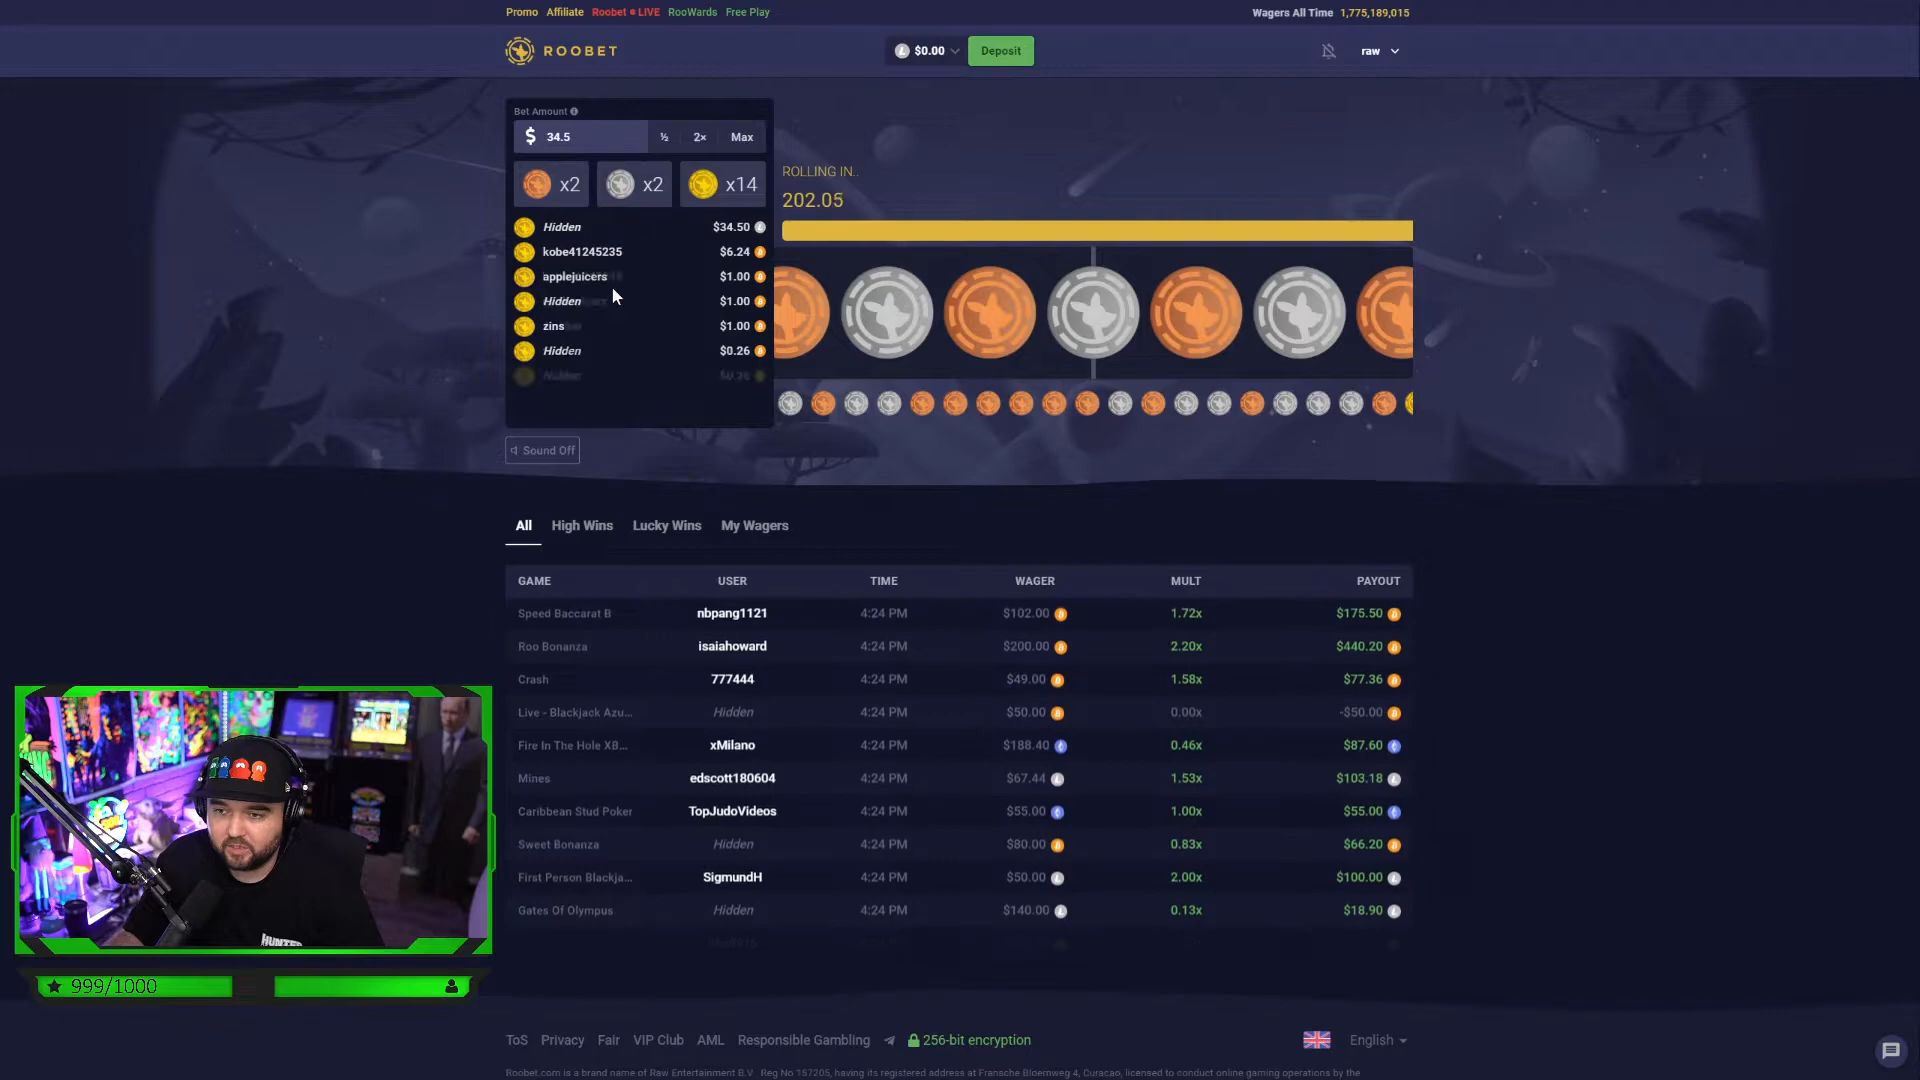 Promo Affiliate Roobet LIVE RooWards Free Play
Wagers All Time 1,775,189,015
ROOBET
$0.00
Deposit
raw
Bet Amount
$ 34.5 ½ 2× Max
x2 x2 x14
Hidden $34.50
kobe41245235 $6.24
applejuicers $1.00
Hidden $1.00
zins $1.00
Hidden $0.26
ROLLING IN..
202.05
Sound Off
All High Wins Lucky Wins My Wagers
GAME USER TIME WAGER MULT PAYOUT
Speed Baccarat B nbpang1121 4:24 PM $102.00 1.72x $175.50
Roo Bonanza isaiahoward 4:24 PM $200.00 2.20x $440.20
Crash 777444 4:24 PM $49.00 1.58x $77.36
Live - Blackjack Azu... Hidden 4:24 PM $50.00 0.00x -$50.00
Fire In The Hole XB... xMilano 4:24 PM $188.40 0.46x $87.60
Mines edscott180604 4:24 PM $67.44 1.53x $103.18
Caribbean Stud Poker TopJudoVideos 4:24 PM $55.00 1.00x $55.00
Sweet Bonanza Hidden 4:24 PM $80.00 0.83x $66.20
First Person Blackja... SigmundH 4:24 PM $50.00 2.00x $100.00
Gates Of Olympus Hidden 4:24 PM $140.00 0.13x $18.90
HUNTER
999/1000
ToS Privacy Fair VIP Club AML Responsible Gambling 256-bit encryption
English
Roobet.com is a brand name of Raw Entertainment B.V Reg No 157205, having its registered address at Fransche Bloemweg 4, Curacao, licensed to conduct online gaming operations by the